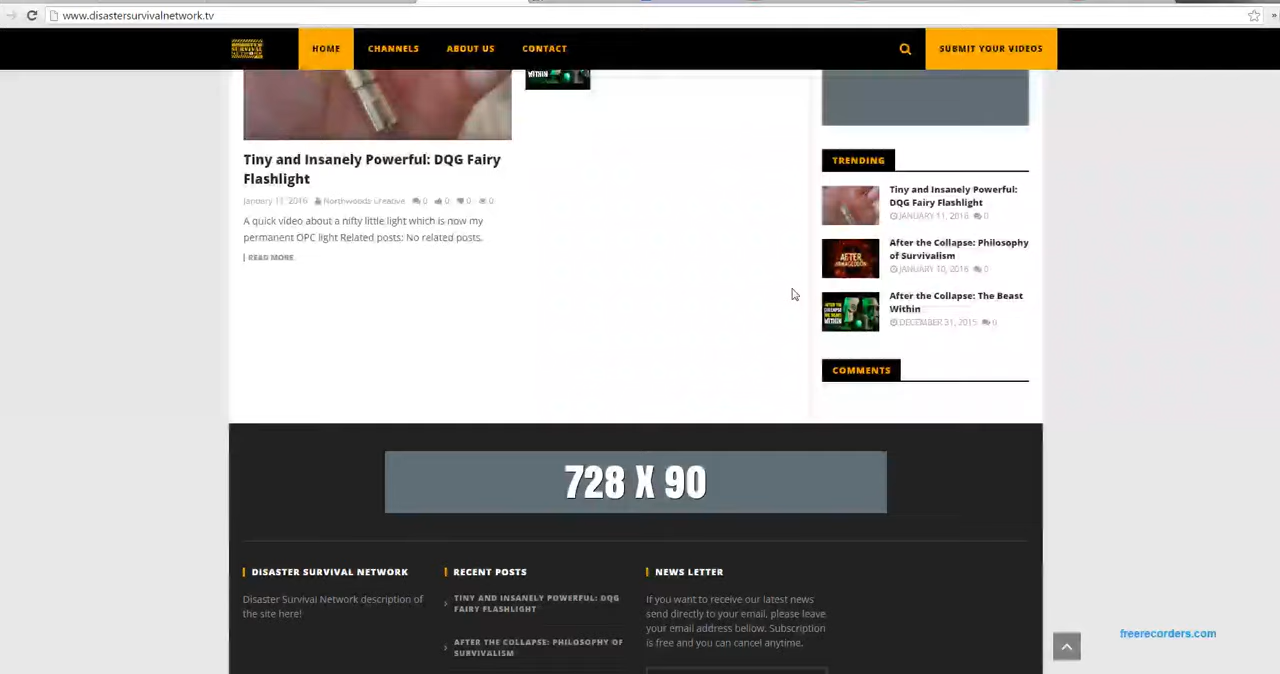 www.disastersurvivalnetwork.tv
DISASTER
SURVIVAL
NETWORK
HOME
CHANNELS
ABOUT US
CONTACT
SUBMIT YOUR VIDEOS
WITHIN
Tiny and Insanely Powerful: DQG Fairy
Flashlight
January 11, 2016 Northwoods Creative 0 0 0 0
A quick video about a nifty little light which is now my
permanent OPC light Related posts: No related posts.
READ MORE
TRENDING
Tiny and Insanely Powerful:
DQG Fairy Flashlight
JANUARY 11, 2016 0
AFTER
ARMAGEDDON
After the Collapse: Philosophy
of Survivalism
JANUARY 10, 2016 0
After the Collapse: The Beast
Within
DECEMBER 31, 2015 0
COMMENTS
728 X 90
DISASTER SURVIVAL NETWORK
Disaster Survival Network description of
the site here!
RECENT POSTS
TINY AND INSANELY POWERFUL: DQG
FAIRY FLASHLIGHT
AFTER THE COLLAPSE: PHILOSOPHY OF
SURVIVALISM
NEWS LETTER
If you want to receive our latest news
send directly to your email, please leave
your email address bellow. Subscription
is free and you can cancel anytime.
freerecorders.com